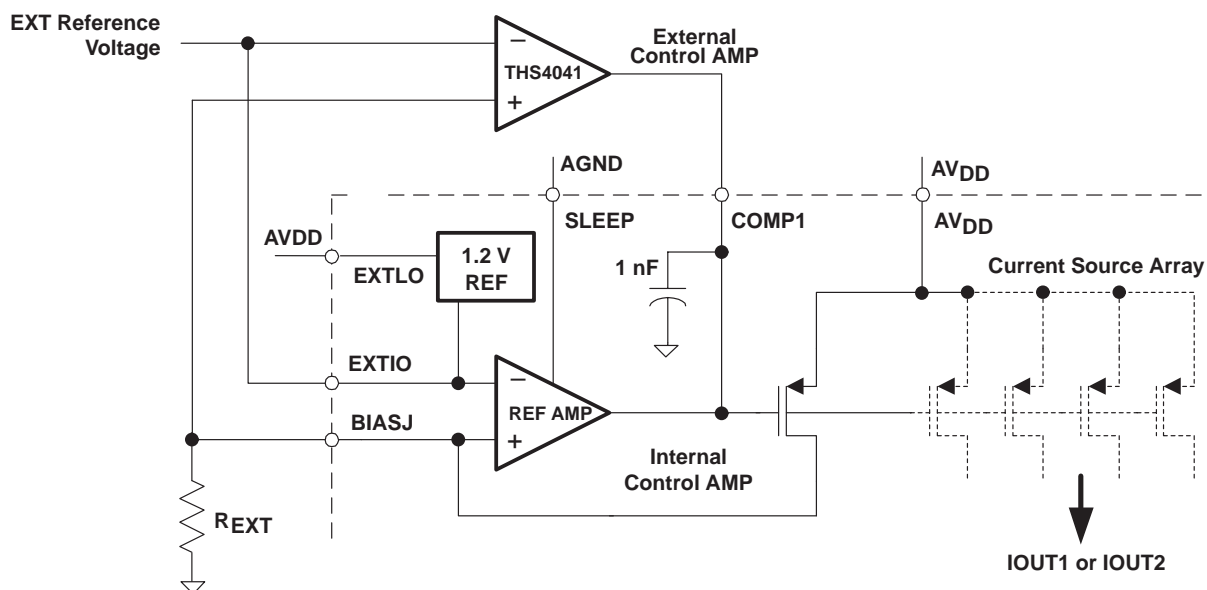 EXT Reference
Voltage
−
THS4041
+
External
Control AMP
AGND
AVDD
SLEEP
COMP1
AVDD
AVDD
EXTLO
1.2 V
REF
1 nF
Current Source Array
EXTIO
−
REF AMP
BIASJ
+
Internal
Control AMP
REXT
IOUT1 or IOUT2